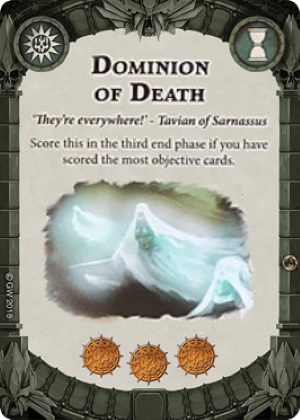 DOMINION
OF DEATH
'They're everywhere!' - Tavian of Sarnassus
Score this in the third end phase if you have
scored the most objective cards.
© GW 2018